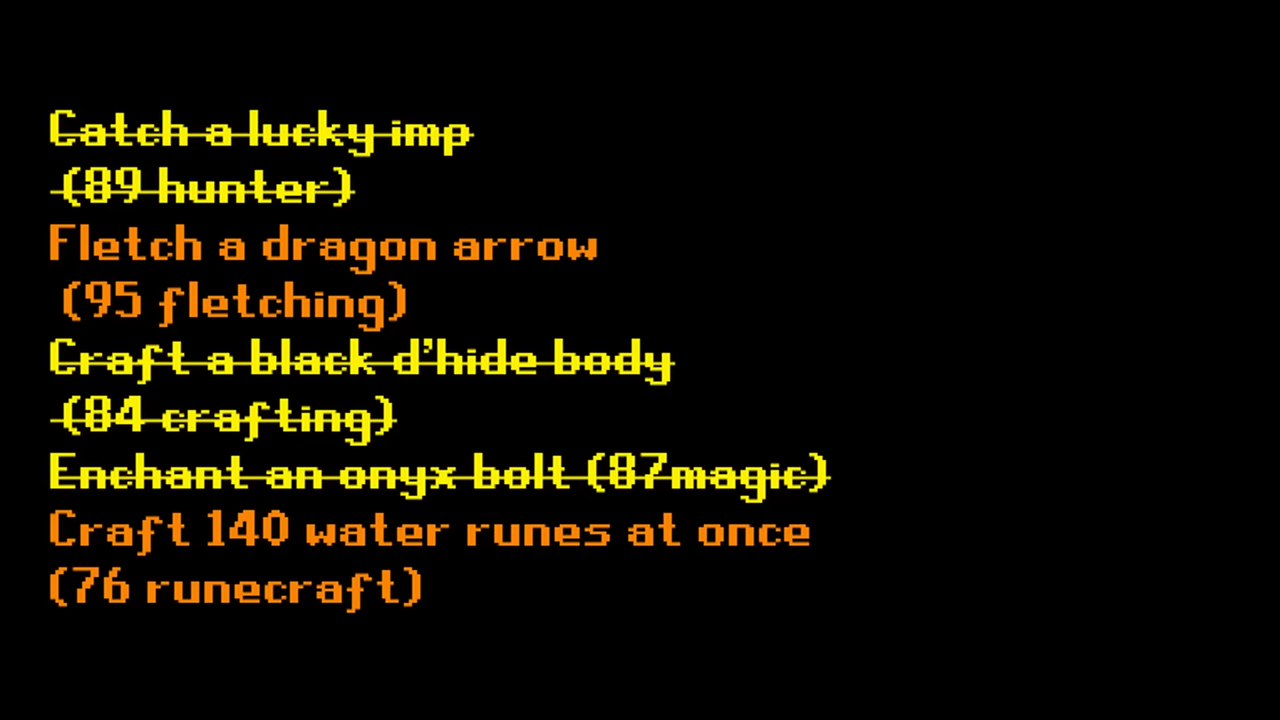 Catch a lucky imp
(89 hunter)
Fletch a dragon arrow
(95 fletching)
Craft a black d'hide body
(84 crafting)
Enchant an onyx bolt (87magic)
Craft 140 water runes at once
(76 runecraft)